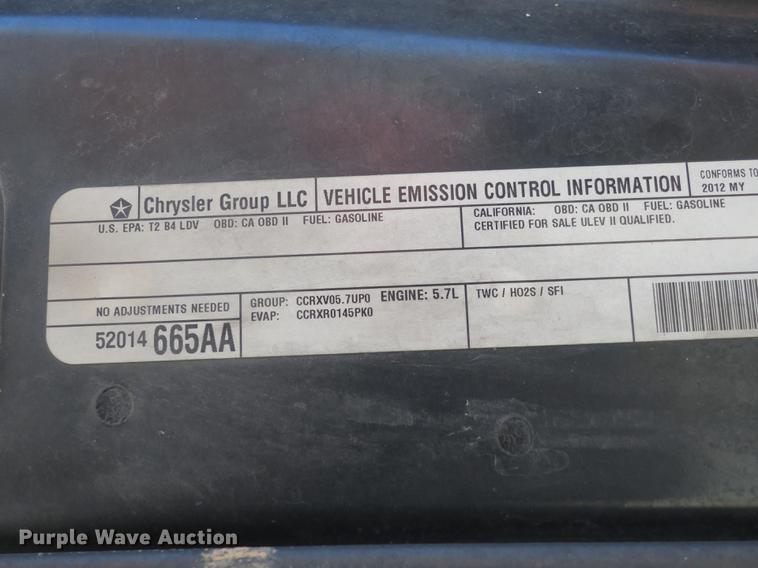 Chrysler Group LLC VEHICLE EMISSION CONTROL INFORMATION CONFORMS TO
2012 MY
U.S. EPA: T2 B4 LDV OBD: CA OBD II FUEL: GASOLINE
CALIFORNIA: OBD: CA OBD II FUEL: GASOLINE
CERTIFIED FOR SALE ULEV II QUALIFIED.
NO ADJUSTMENTS NEEDED
52014 665AA
GROUP: CCRXV05.7UP0 ENGINE: 5.7L
EVAP: CCRXR0145PK0
TWC / HO2S / SFI
Purple Wave Auction